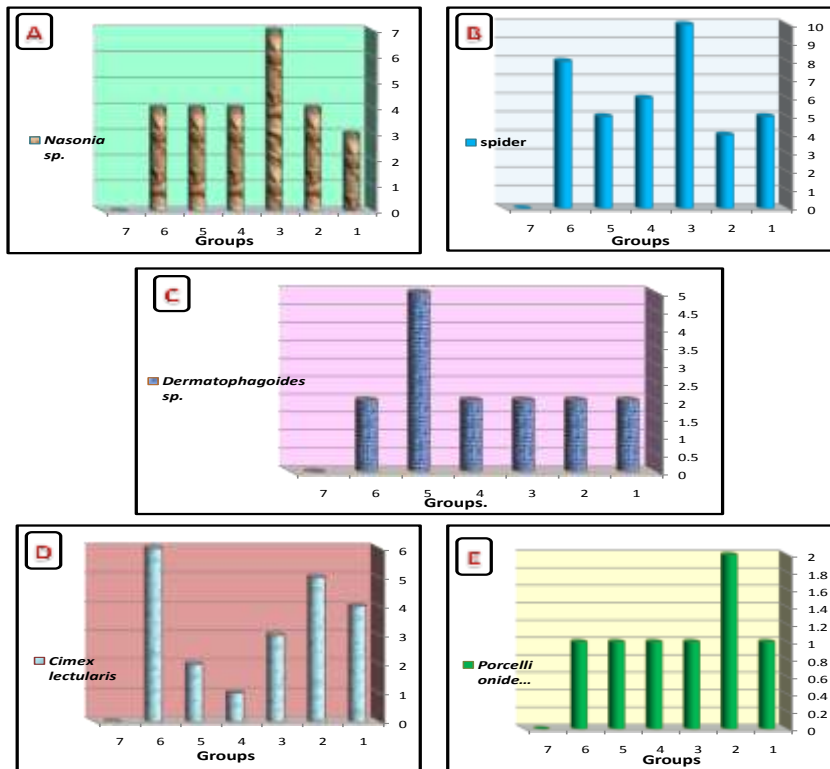 A
7
6
5
4
3
2
1
0
Nasonia
sp.
7 6 5 4 3 2 1
Groups
B
10
9
8
7
6
5
4
3
2
1
0
spider
7 6 5 4 3 2 1
Groups
C
5
4.5
4
3.5
3
2.5
2
1.5
1
0.5
0
Dermatophagoides
sp.
7 6 5 4 3 2 1
Groups.
D
6
5
4
3
2
1
0
Cimex
lectularis
7 6 5 4 3 2 1
Groups
E
2
1.8
1.6
1.4
1.2
1
0.8
0.6
0.4
0.2
0
Porcelli
onide...
7 6 5 4 3 2 1
Groups